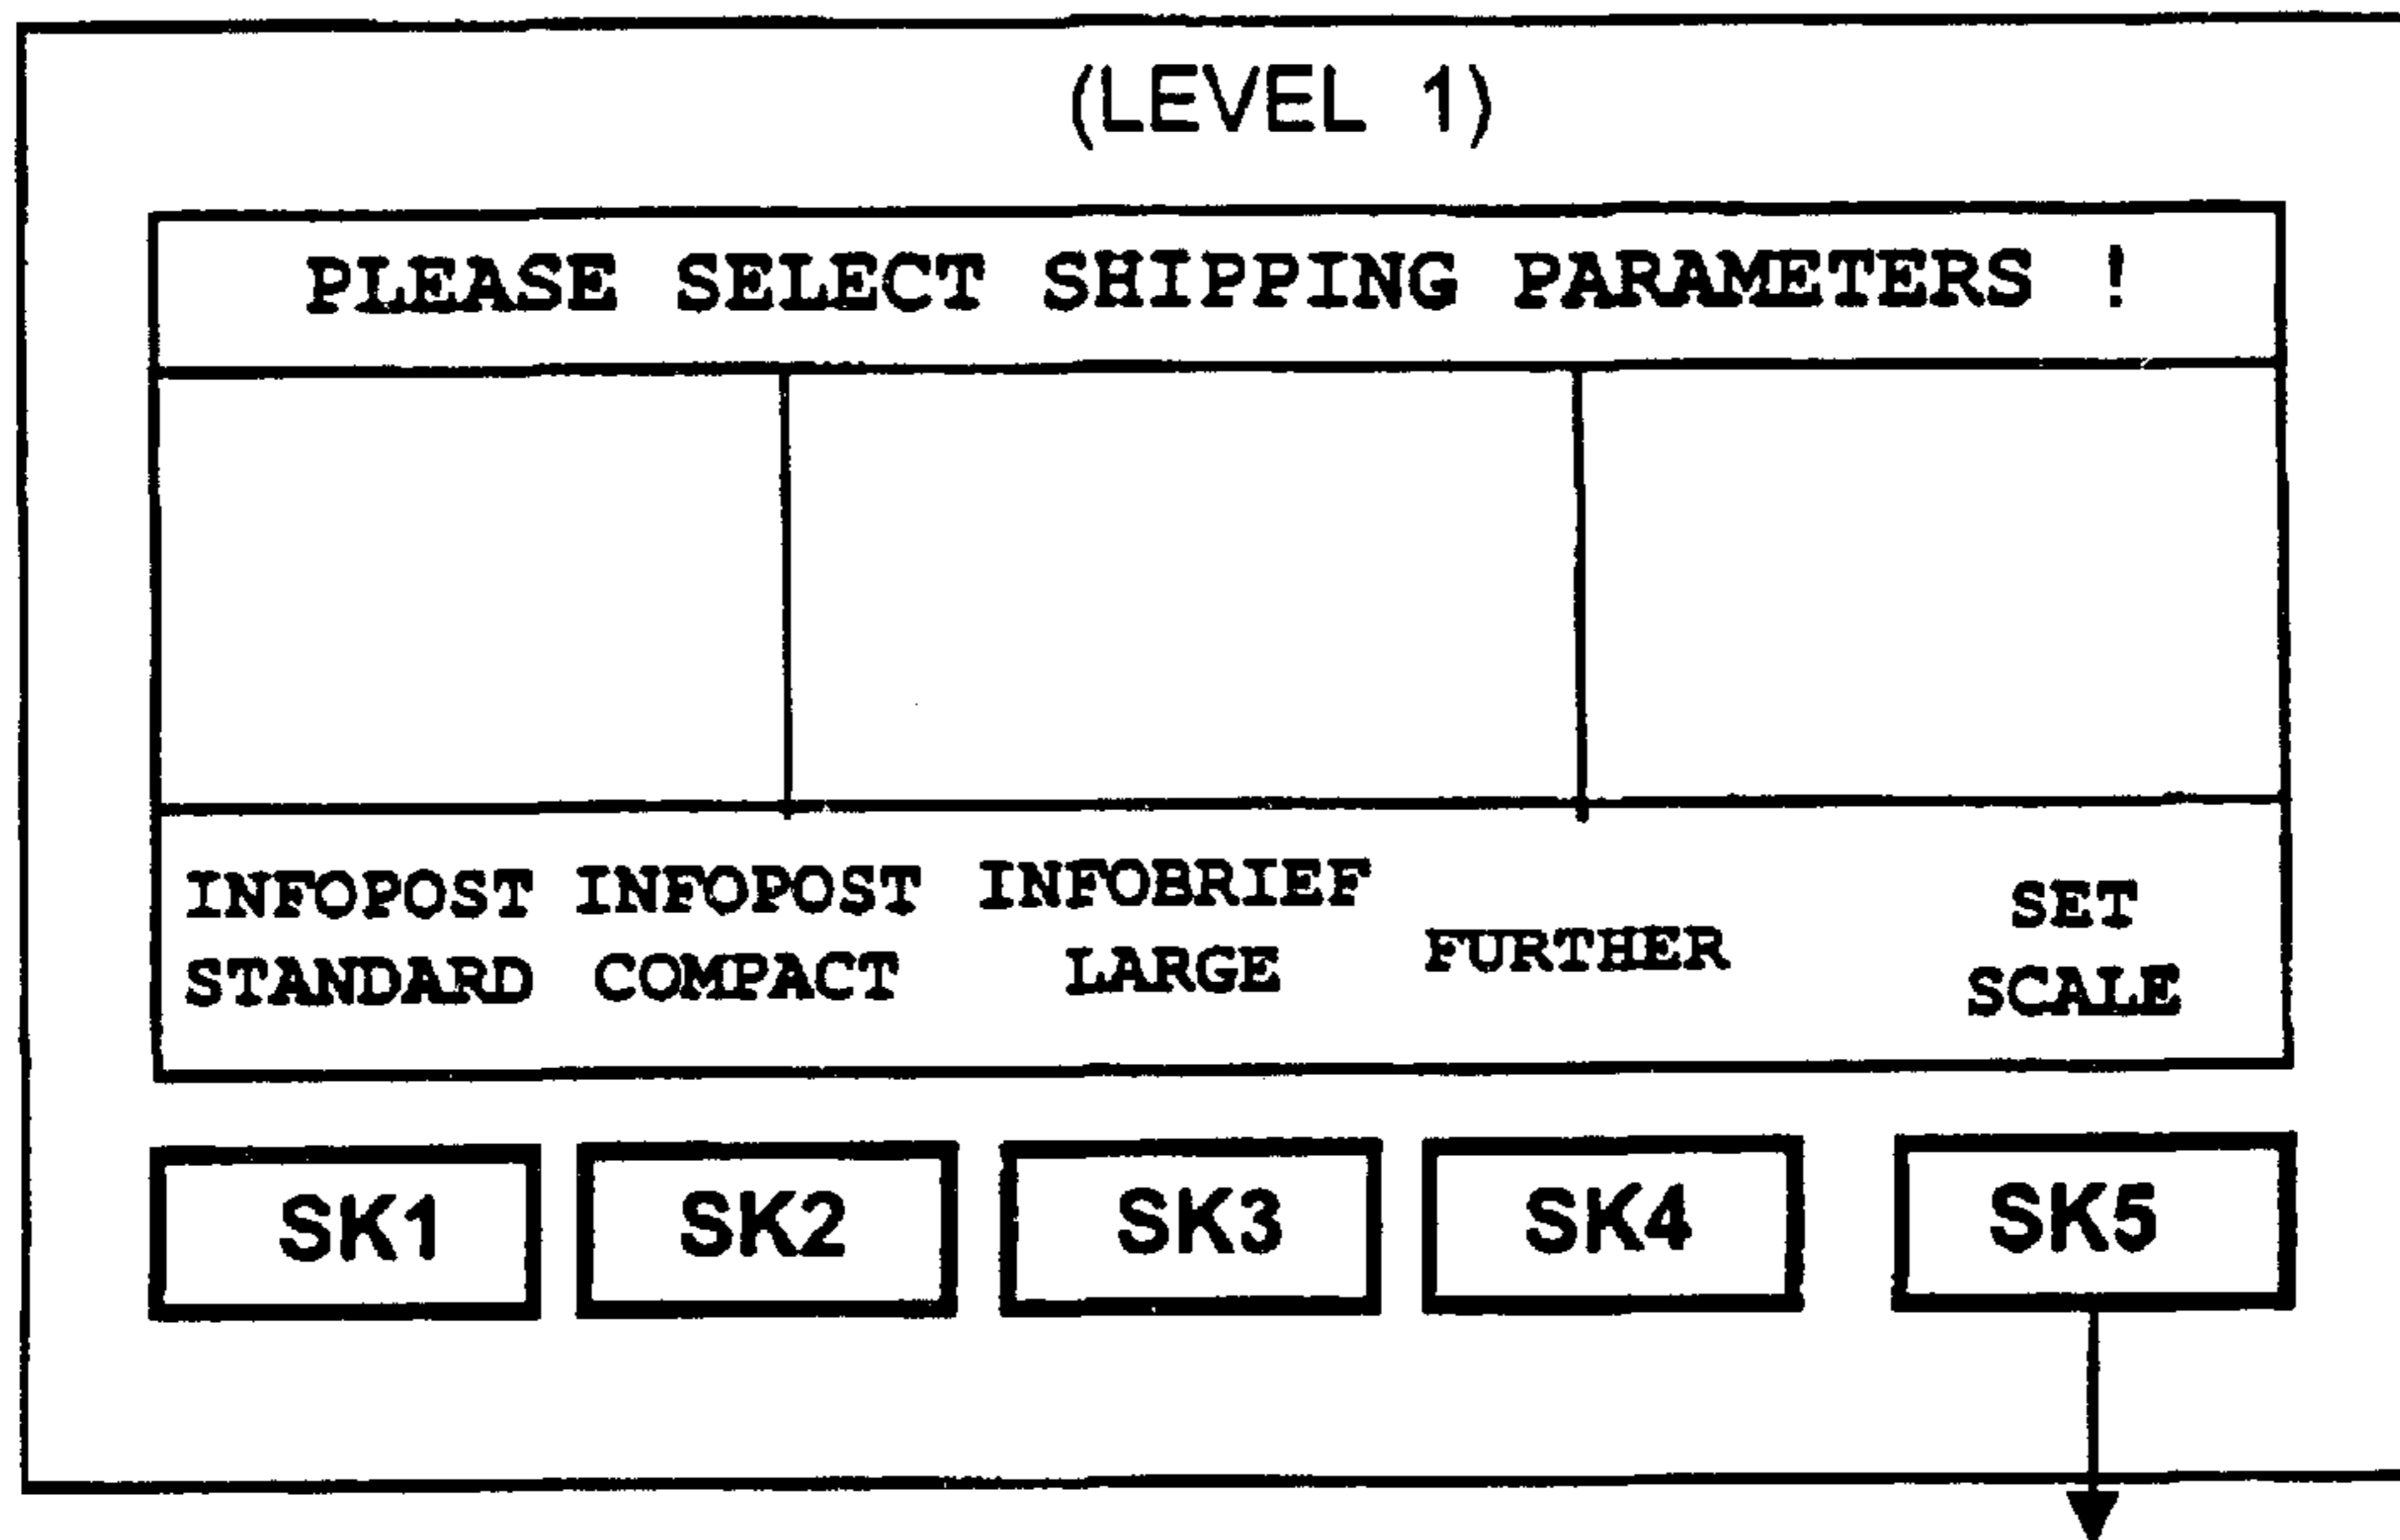 (LEVEL 1)
PLEASE SELECT SHIPPING PARAMETERS !
INFOPOST INFOPOST INFOBRIEF SET
STANDARD COMPACT LARGE FURTHER SCALE
SK1 SK2 SK3 SK4 SK5